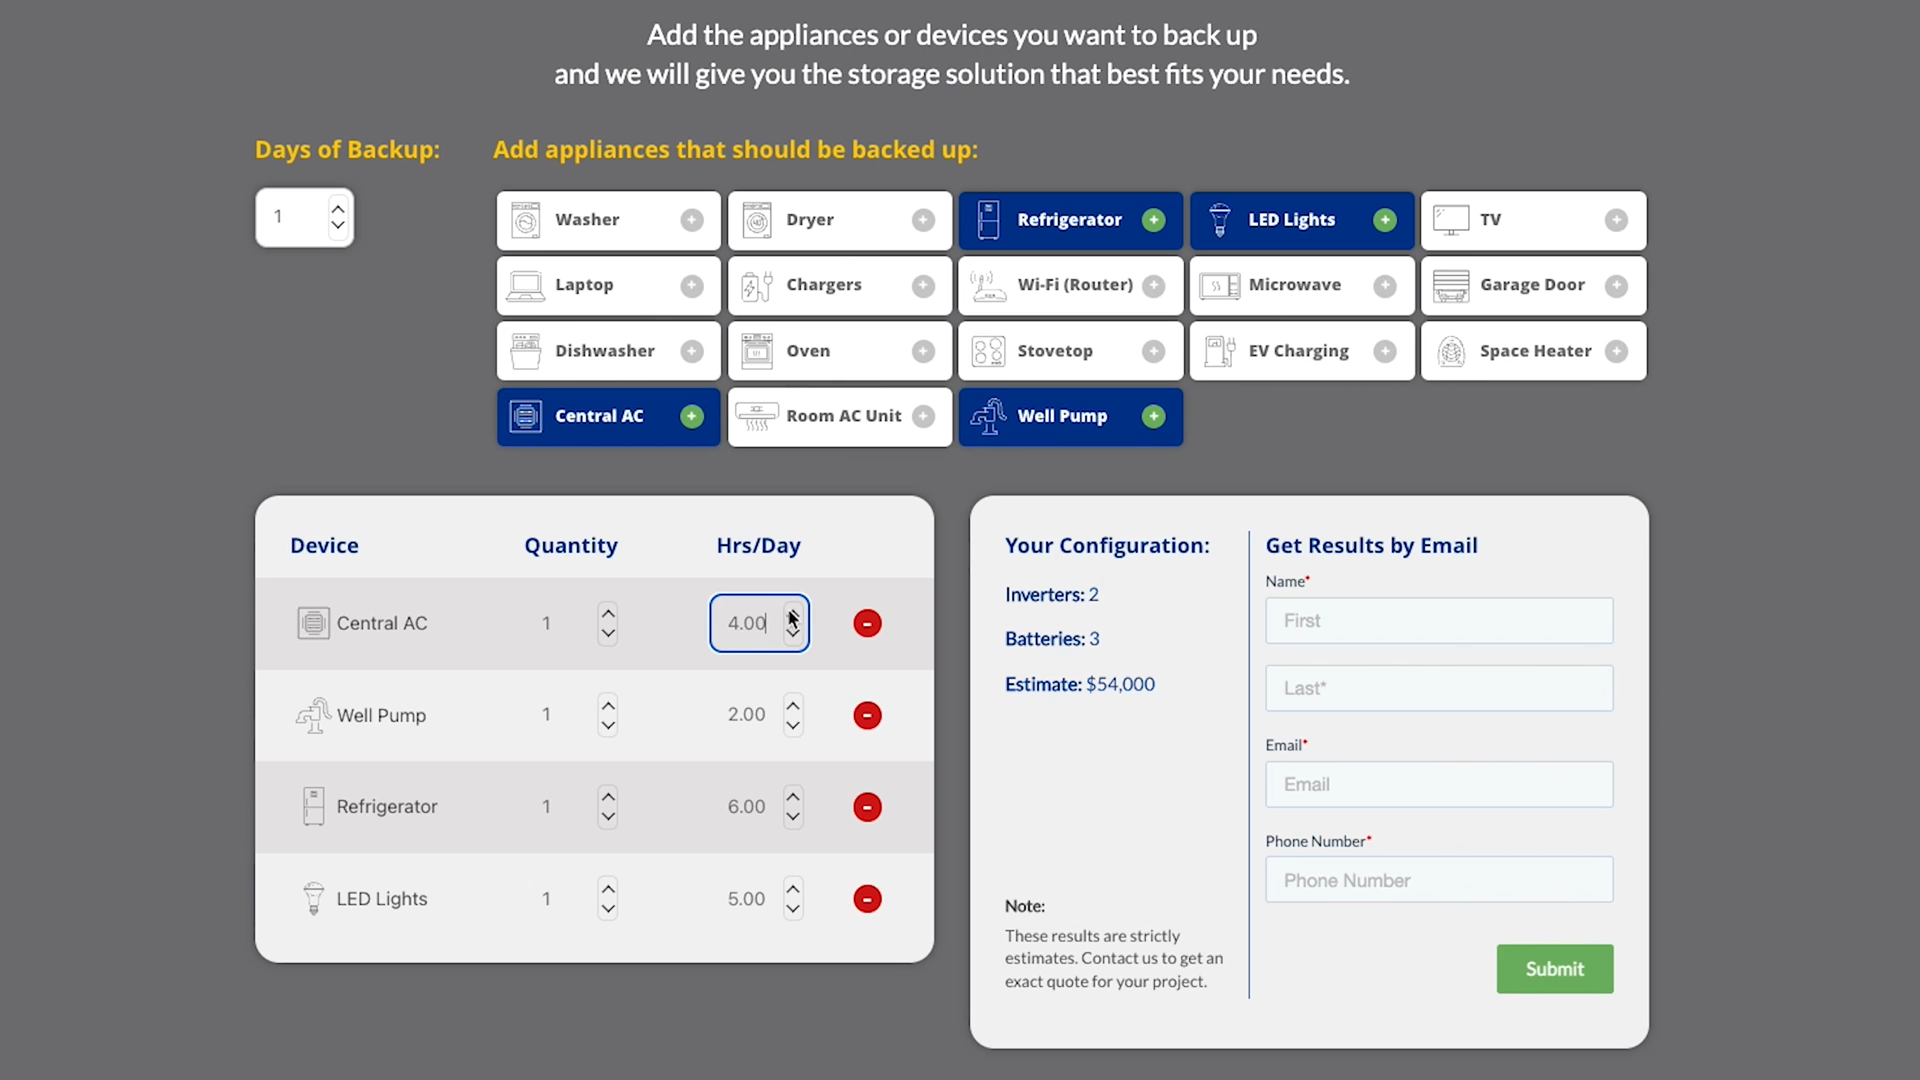 Add the appliances or devices you want to back up
and we will give you the storage solution that best fits your needs.
Days of Backup:
Add appliances that should be backed up:
1
Washer
Dryer
Refrigerator
LED Lights
TV
Laptop
Chargers
Wi-Fi (Router)
Microwave
Garage Door
Dishwasher
Oven
Stovetop
EV Charging
Space Heater
Central AC
Room AC Unit
Well Pump
Device Quantity Hrs/Day
Central AC 1 4.00
Well Pump 1 2.00
Refrigerator 1 6.00
LED Lights 1 5.00
Your Configuration:
Inverters: 2
Batteries: 3
Estimate: $54,000
Note:
These results are strictly
estimates. Contact us to get an
exact quote for your project.
Get Results by Email
Name*
First
Last*
Email*
Email
Phone Number*
Phone Number
Submit